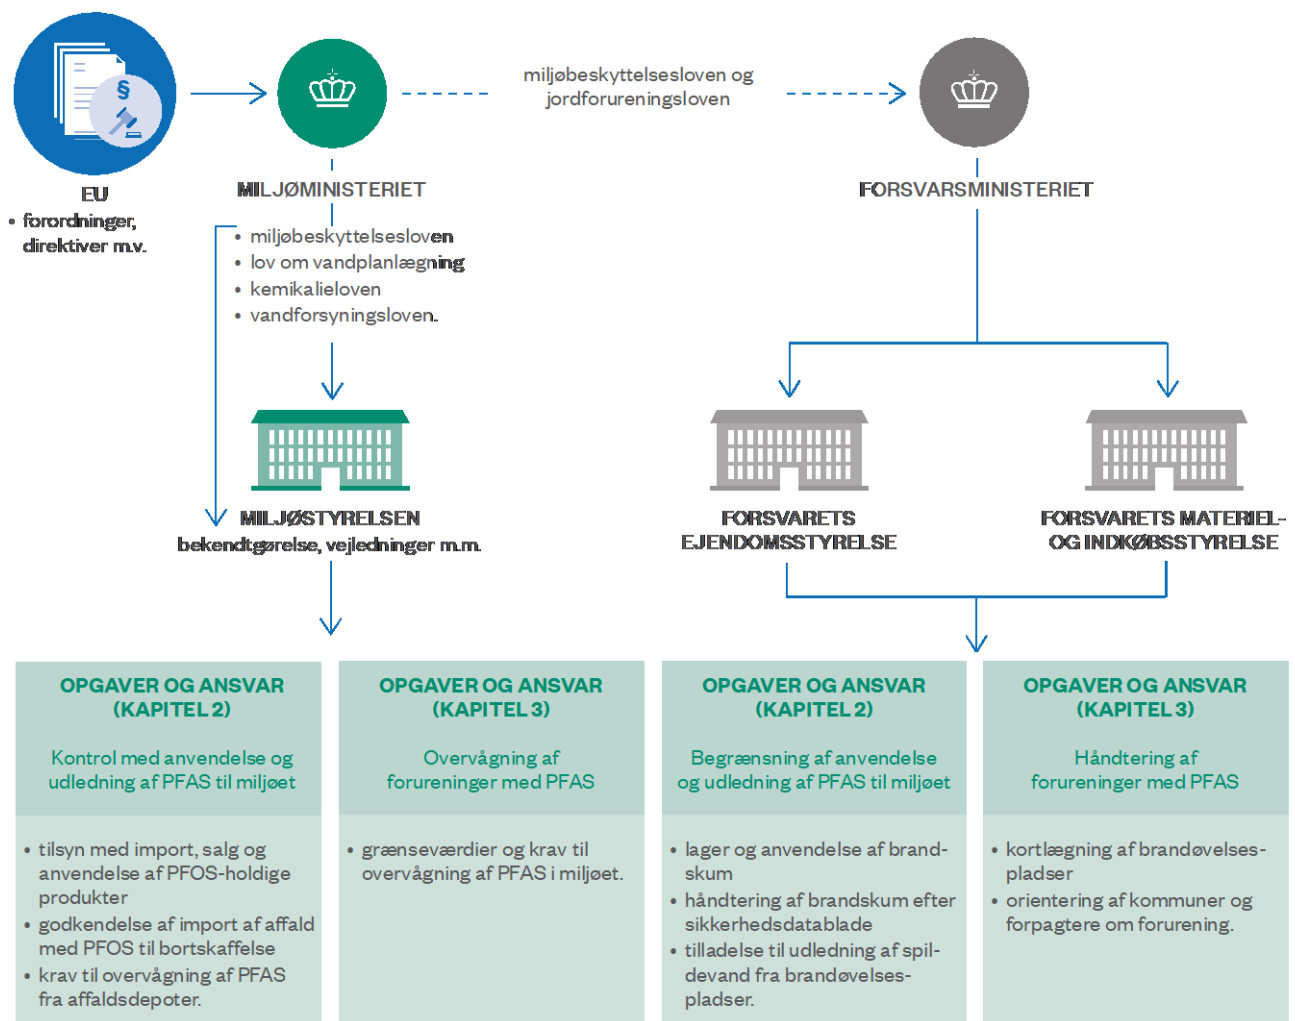 §
EU
• forordninger,
direktiver m.v.
MILJØMINISTERIET
• miljøbeskyttelsesloven
• lov om vandplanlægning
• kemikalieloven
• vandforsyningsloven.
miljøbeskyttelsesloven og
jordforureningsloven
FORSVARSMINISTERIET
MILJØSTYRELSEN
bekendtgørelse, vejledninger m.m.
FORSVARETS
EJENDOMSSTYRELSE
FORSVARETS MATERIEL-
OG INDKØBSSTYRELSE
OPGAVER OG ANSVAR
(KAPITEL 2)
Kontrol med anvendelse og
udledning af PFAS til miljøet
• tilsyn med import, salg og
anvendelse af PFOS-holdige
produkter
• godkendelse af import af affald
med PFOS til bortskaffelse
• krav til overvågning af PFAS
fra affaldsdepoter.
OPGAVER OG ANSVAR
(KAPITEL 3)
Overvågning af
forureninger med PFAS
• grænseværdier og krav til
overvågning af PFAS i miljøet.
OPGAVER OG ANSVAR
(KAPITEL 2)
Begrænsning af anvendelse
og udledning af PFAS til miljøet
• lager og anvendelse af brand-
skum
• håndtering af brandskum efter
sikkerhedsdatablade
• tilladelse til udledning af spil-
devand fra brandøvelses-
pladser.
OPGAVER OG ANSVAR
(KAPITEL 3)
Håndtering af
forureninger med PFAS
• kortlægning af brandøvelses-
pladser
• orientering af kommuner og
forpagtere om forurening.